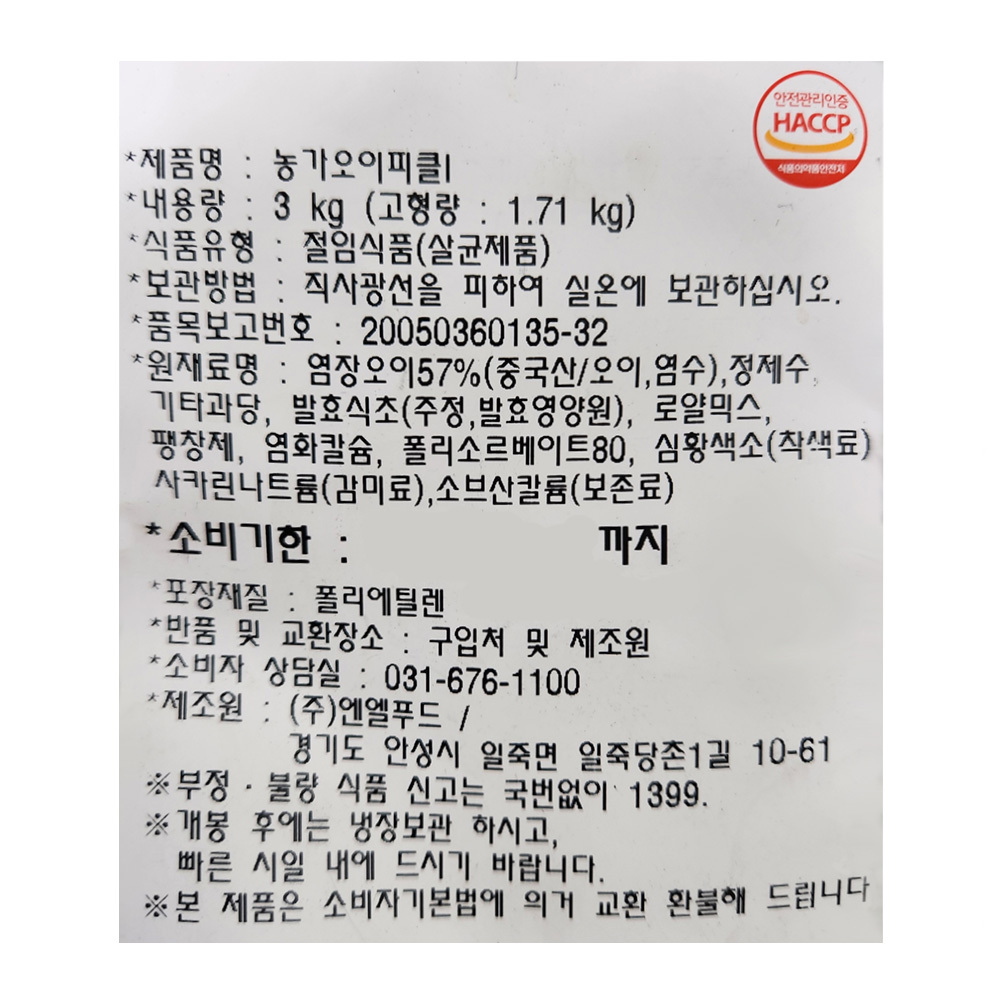 안전관리인증
HACCP
식품의약품안전처
*제품명 : 농가오이피클I
*내용량 : 3 kg (고형량 : 1.71 kg)
*식품유형 : 절임식품(살균제품)
*보관방법 : 직사광선을 피하여 실온에 보관하십시오.
*품목보고번호 : 20050360135-32
*원재료명 : 염장오이57%(중국산/오이,염수),정제수,
기타과당, 발효식초(주정,발효영양원), 로얄믹스,
팽창제, 염화칼슘, 폴리소르베이트80, 심황색소(착색료)
사카린나트륨(감미료),소브산칼륨(보존료)
*소비기한 : 까지
*포장재질 : 폴리에틸렌
*반품 및 교환장소 : 구입처 및 제조원
*소비자 상담실 : 031-676-1100
*제조원 : (주)엔엘푸드 /
경기도 안성시 일죽면 일죽당촌1길 10-61
※부정 · 불량 식품 신고는 국번없이 1399.
※개봉 후에는 냉장보관 하시고,
빠른 시일 내에 드시기 바랍니다.
※본 제품은 소비자기본법에 의거 교환 환불해 드립니다